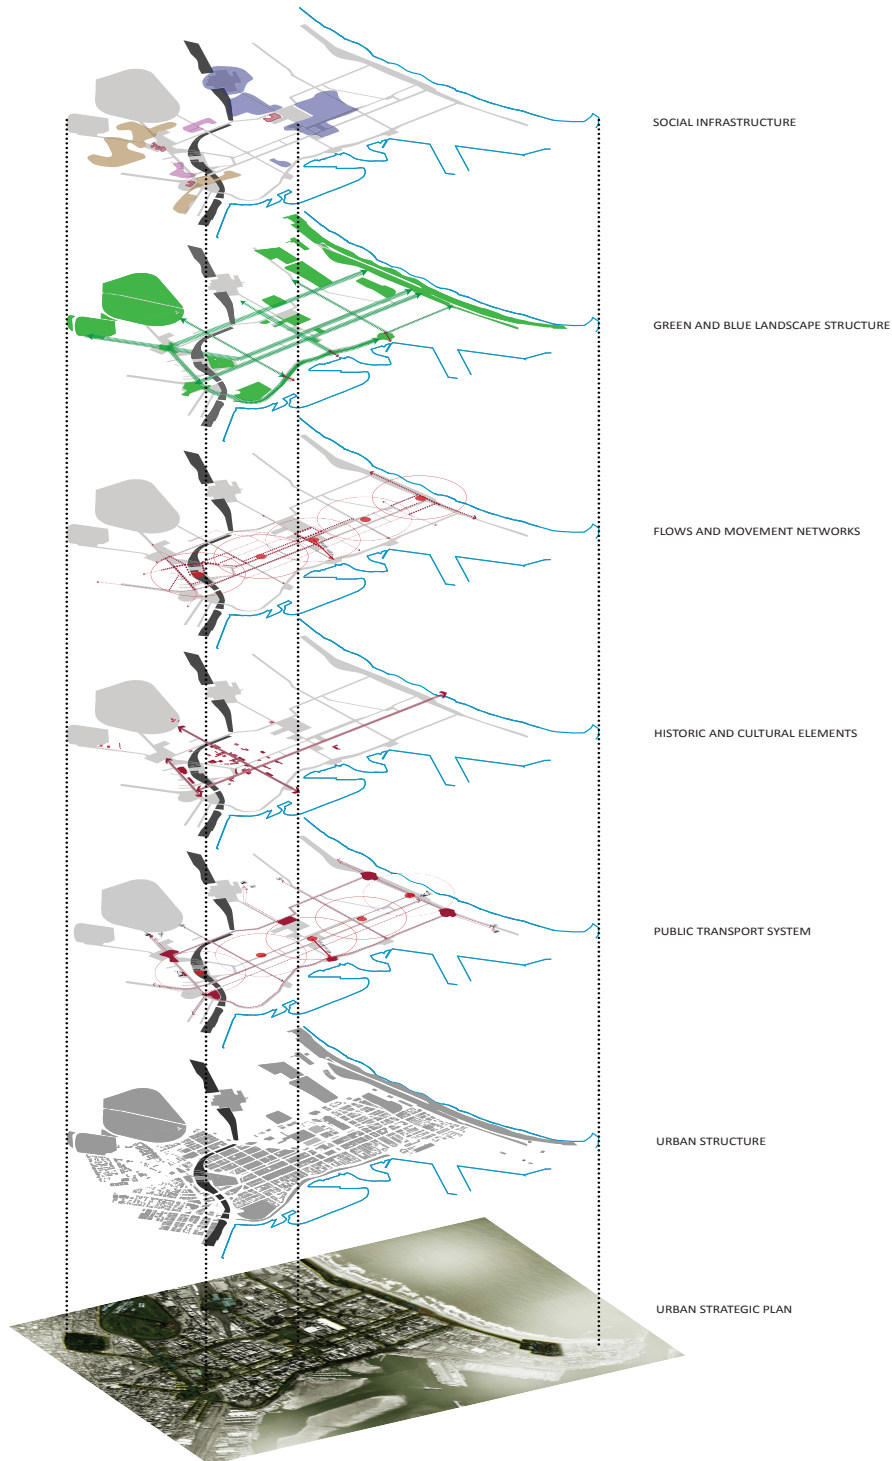 SOCIAL INFRASTRUCTURE
GREEN AND BLUE LANDSCAPE STRUCTURE
FLOWS AND MOVEMENT NETWORKS
HISTORIC AND CULTURAL ELEMENTS
PUBLIC TRANSPORT SYSTEM
URBAN STRUCTURE
URBAN STRATEGIC PLAN